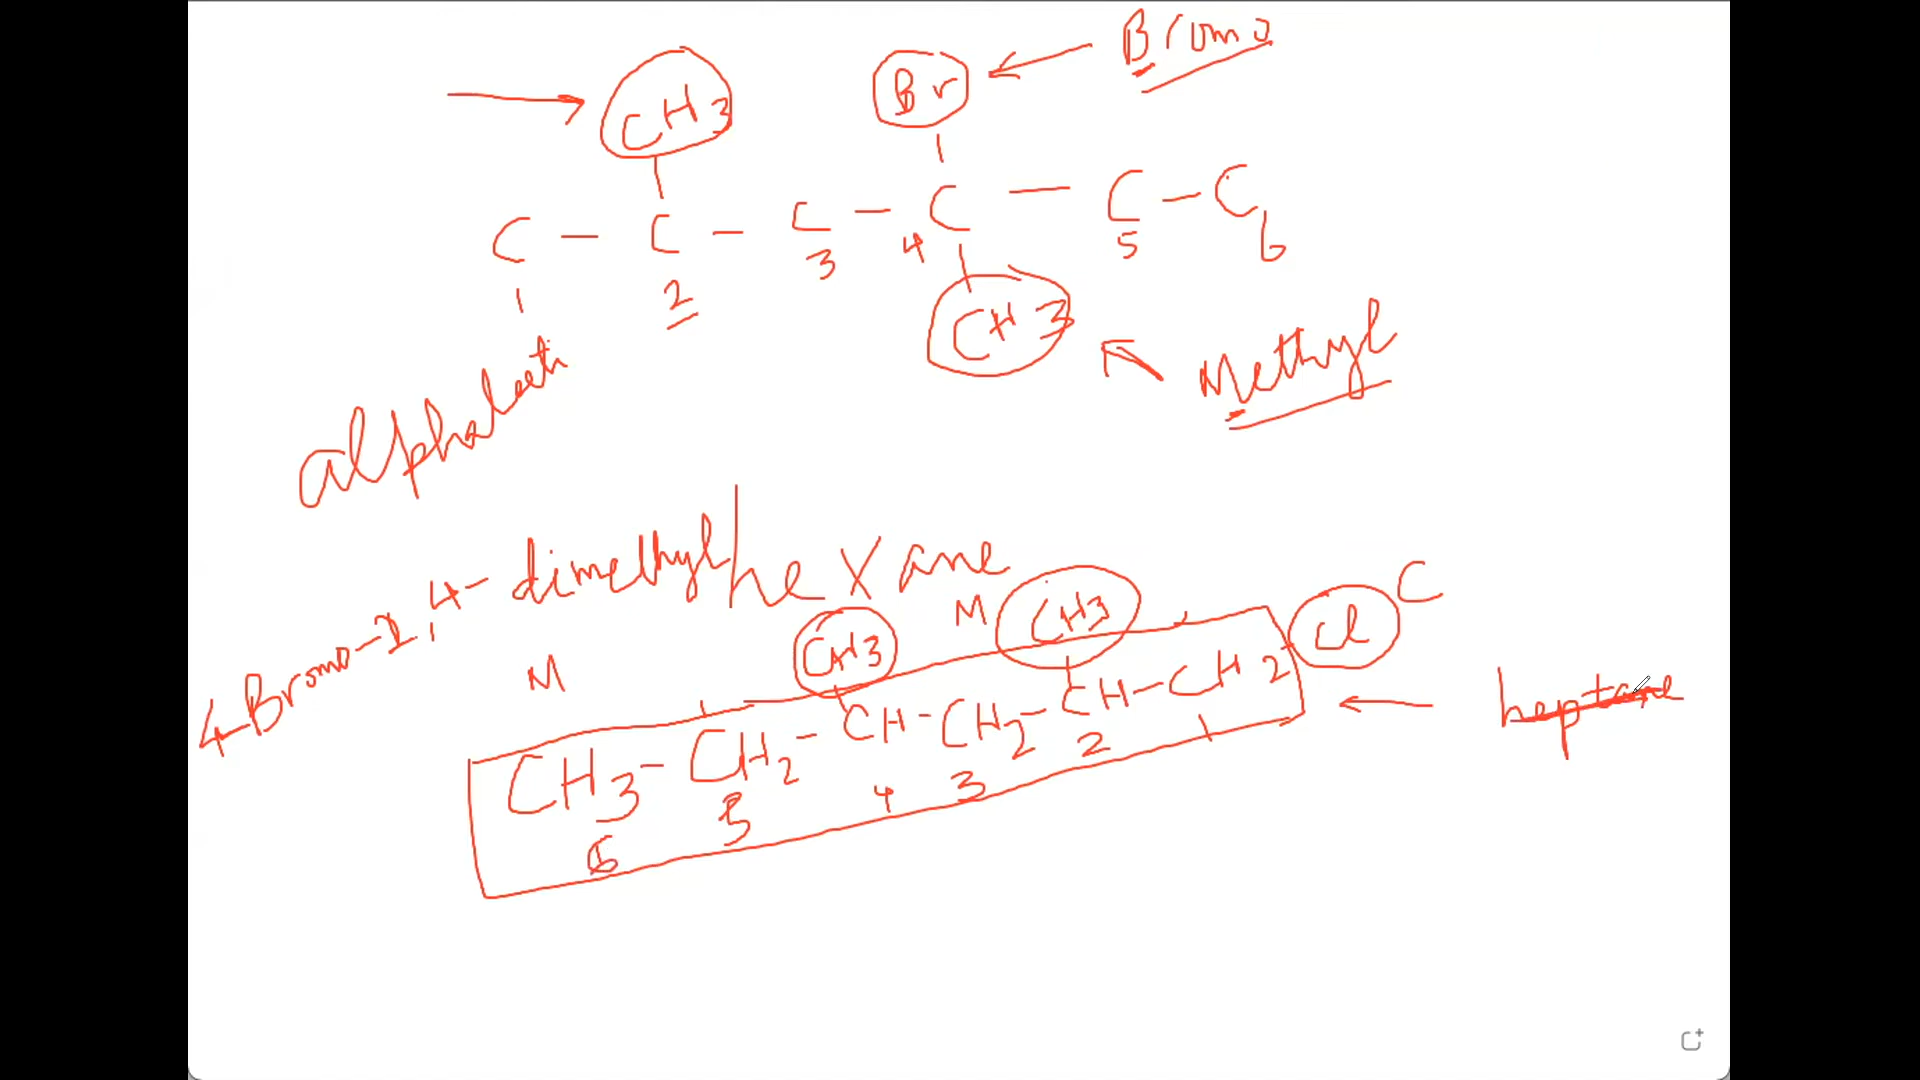 Bromo
CH3 Br
C - C - C - C - C - C
1 2 3 4 5 6
CH3
Methyl
4-Bromo-2,4-dimethyl/hexane
M CH3 M CH3 Cl C
CH3-CH2-CH-CH2-CH-CH2
6 5 4 3 2 1
heptane